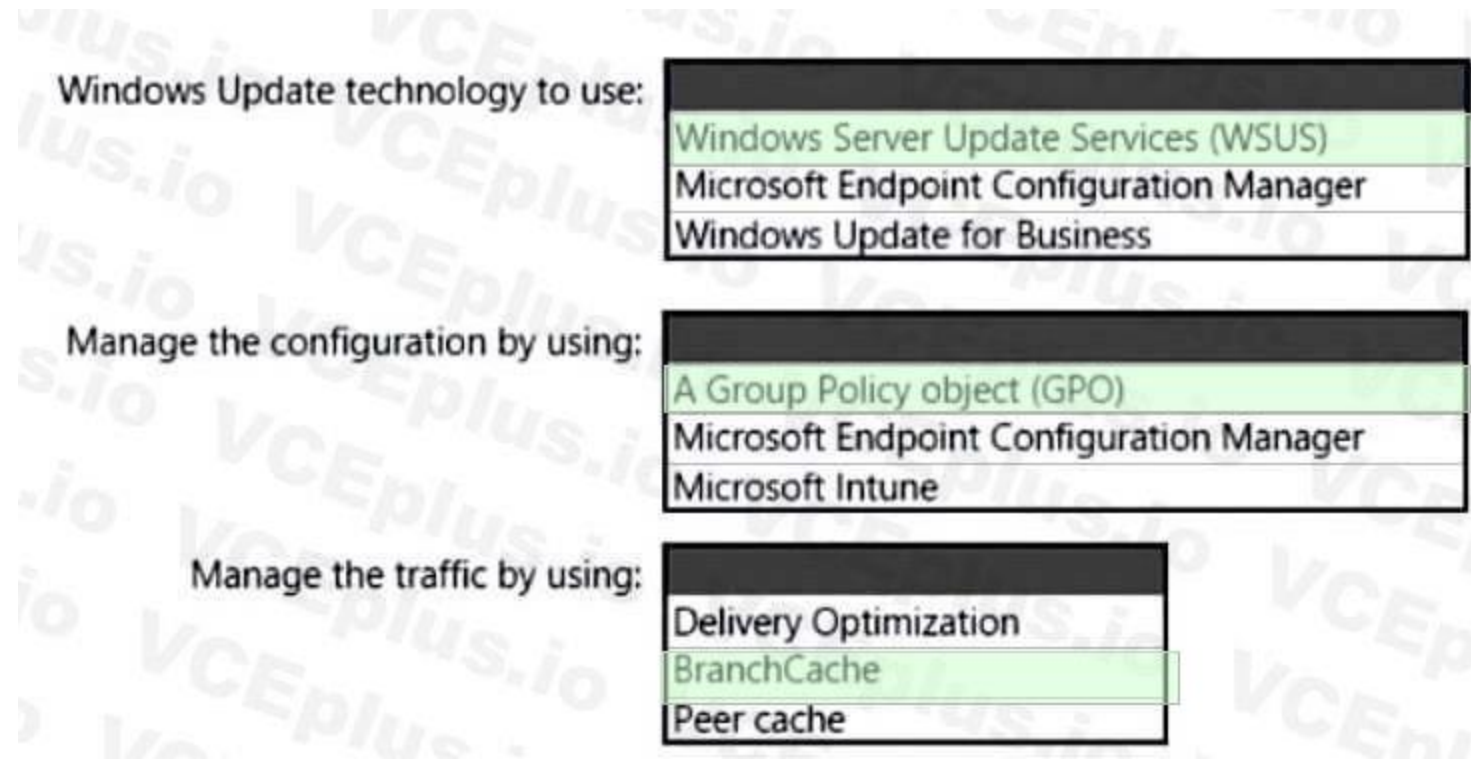 Windows Update technology to use:
Windows Server Update Services (WSUS)
Microsoft Endpoint Configuration Manager
Windows Update for Business
Manage the configuration by using:
A Group Policy object (GPO)
Microsoft Endpoint Configuration Manager
Microsoft Intune
Manage the traffic by using:
Delivery Optimization
BranchCache
Peer cache
VCEplus.io